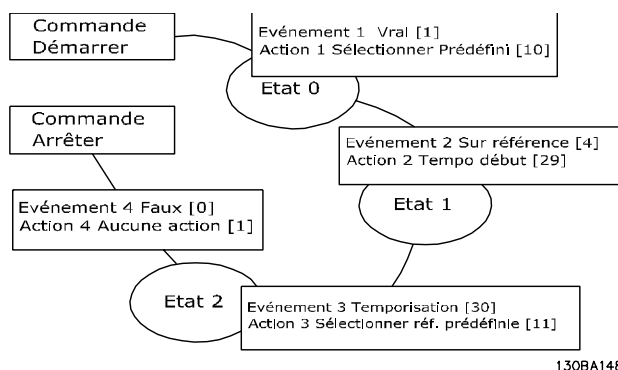 Commande
Démarrer
Evénement 1 Vral [1]
Action 1 Sélectionner Prédéfini [10]
Etat 0
Commande
Arrêter
Evénement 2 Sur référence [4]
Action 2 Tempo début [29]
Evénement 4 Faux [0]
Action 4 Aucune action [1]
Etat 1
Etat 2
Evénement 3 Temporisation [30]
Action 3 Sélectionner réf. prédéfinie [11]
130BA148